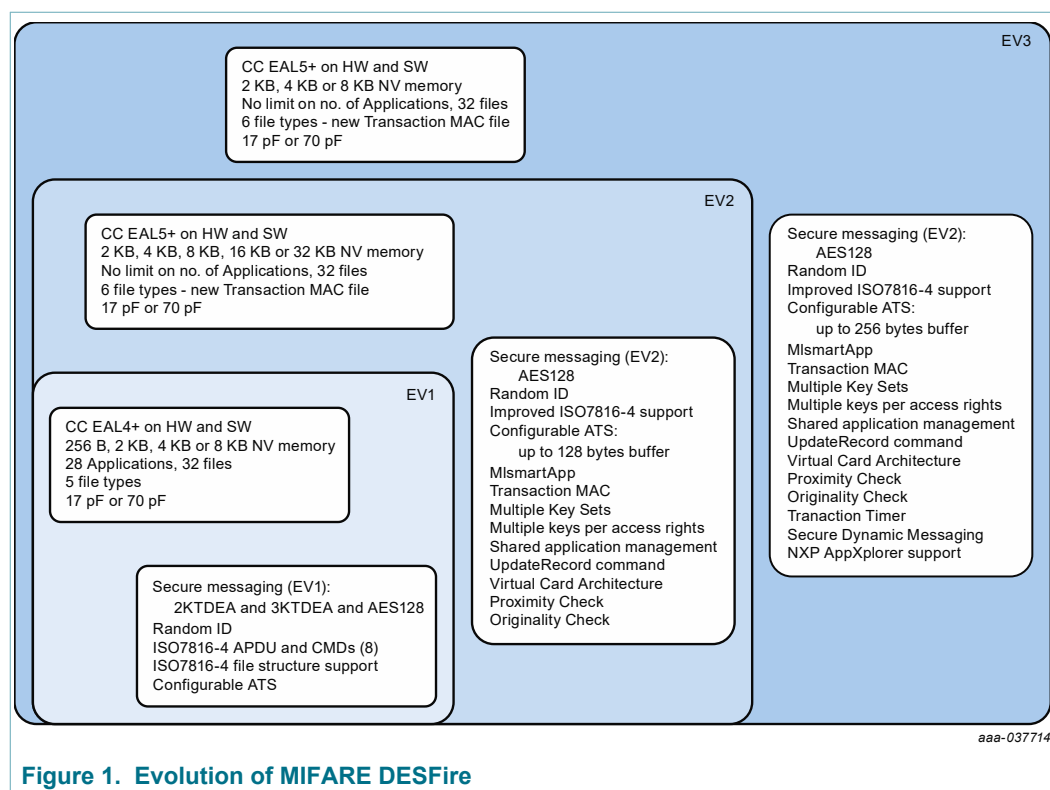 EV3
CC EAL5+ on HW and SW
2 KB, 4 KB or 8 KB NV memory
No limit on no. of Applications, 32 files
6 file types - new Transaction MAC file
17 pF or 70 pF
EV2
CC EAL5+ on HW and SW
2 KB, 4 KB, 8 KB, 16 KB or 32 KB NV memory
No limit on no. of Applications, 32 files
6 file types - new Transaction MAC file
17 pF or 70 pF
EV1
CC EAL4+ on HW and SW
256 B, 2 KB, 4 KB or 8 KB NV memory
28 Applications, 32 files
5 file types
17 pF or 70 pF
Secure messaging (EV1):
2KTDEA and 3KTDEA and AES128
Random ID
ISO7816-4 APDU and CMDs (8)
ISO7816-4 file structure support
Configurable ATS
Secure messaging (EV2):
AES128
Random ID
Improved ISO7816-4 support
Configurable ATS:
up to 128 bytes buffer
MIsmartApp
Transaction MAC
Multiple Key Sets
Multiple keys per access rights
Shared application management
UpdateRecord command
Virtual Card Architecture
Proximity Check
Originality Check
Secure messaging (EV2):
AES128
Random ID
Improved ISO7816-4 support
Configurable ATS:
up to 256 bytes buffer
MIsmartApp
Transaction MAC
Multiple Key Sets
Multiple keys per access rights
Shared application management
UpdateRecord command
Virtual Card Architecture
Proximity Check
Originality Check
Tranaction Timer
Secure Dynamic Messaging
NXP AppXplorer support
aaa-037714
Figure 1. Evolution of MIFARE DESFire